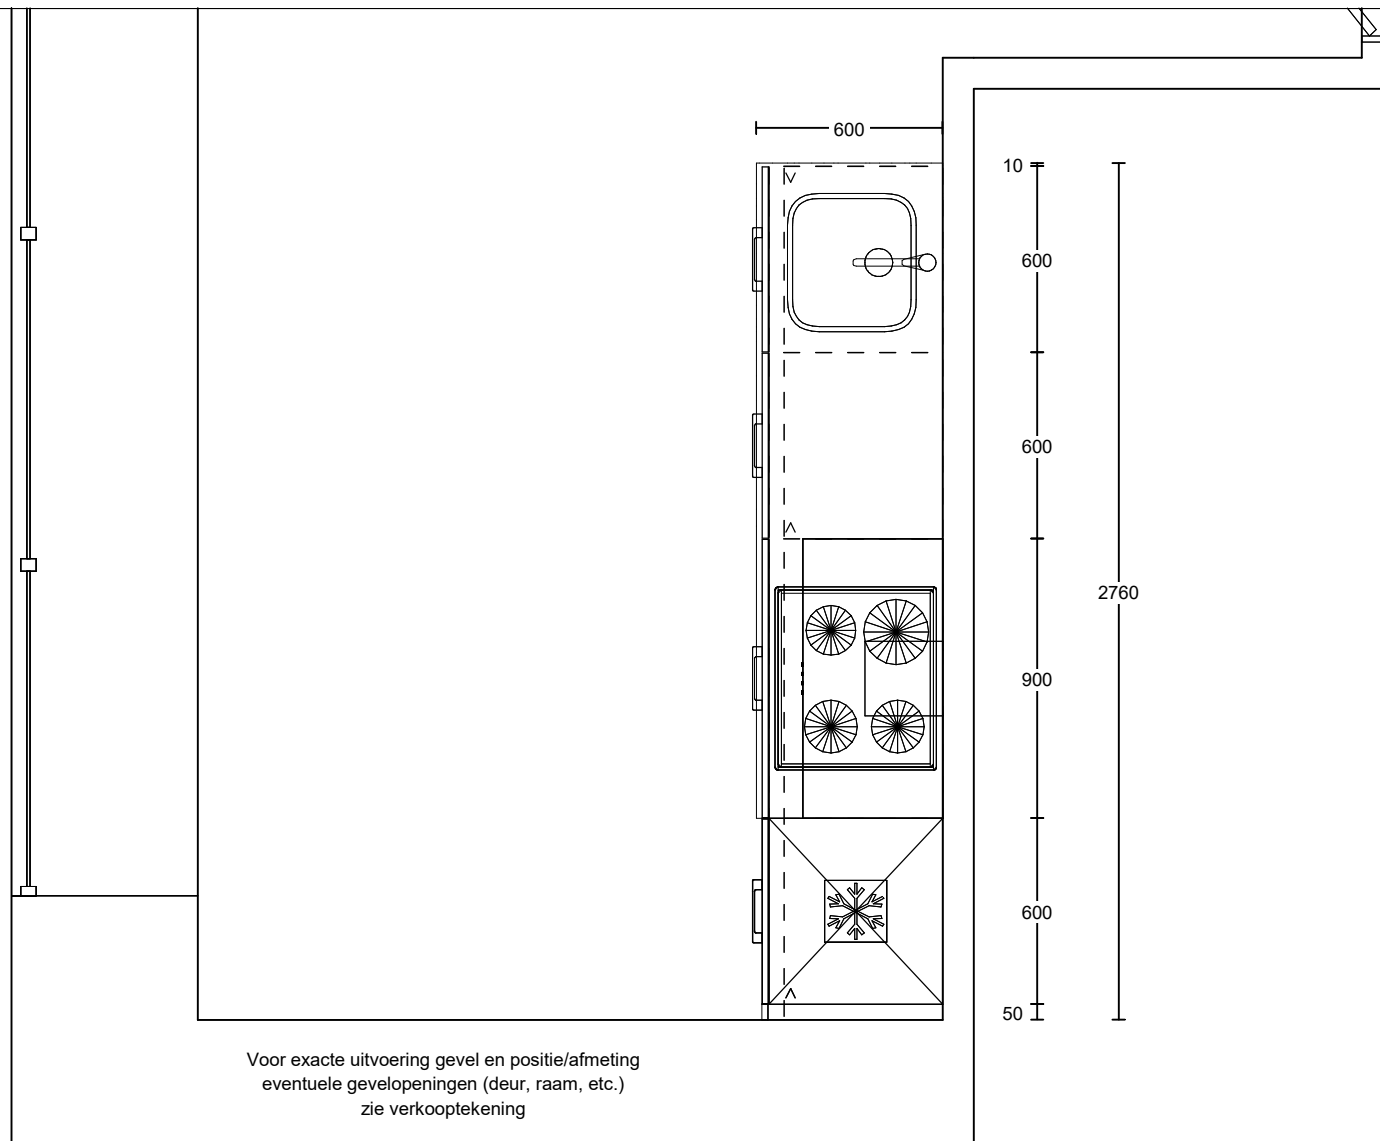 600
10
600
600
2760
900
600
50
Voor exacte uitvoering gevel en positie/afmeting
eventuele gevelopeningen (deur, raam, etc.)
zie verkooptekening